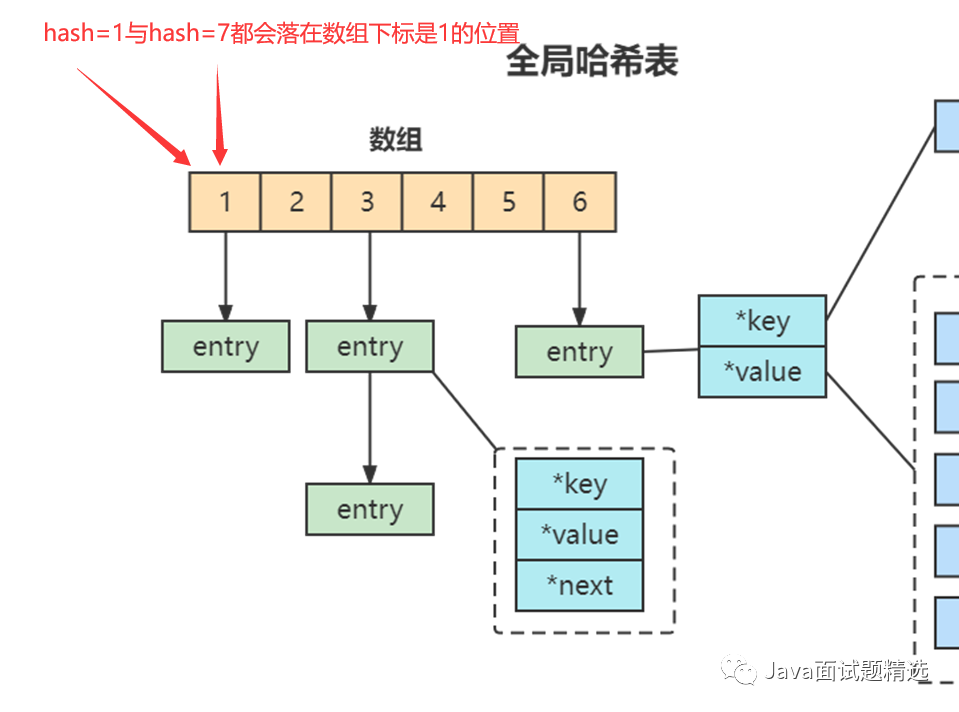 hash=1与hash=7都会落在数组下标是1的位置
全局哈希表
数组
1 2 3 4 5 6
entry entry entry
*key
*value
entry
*key
*value
*next
Java面试题精选